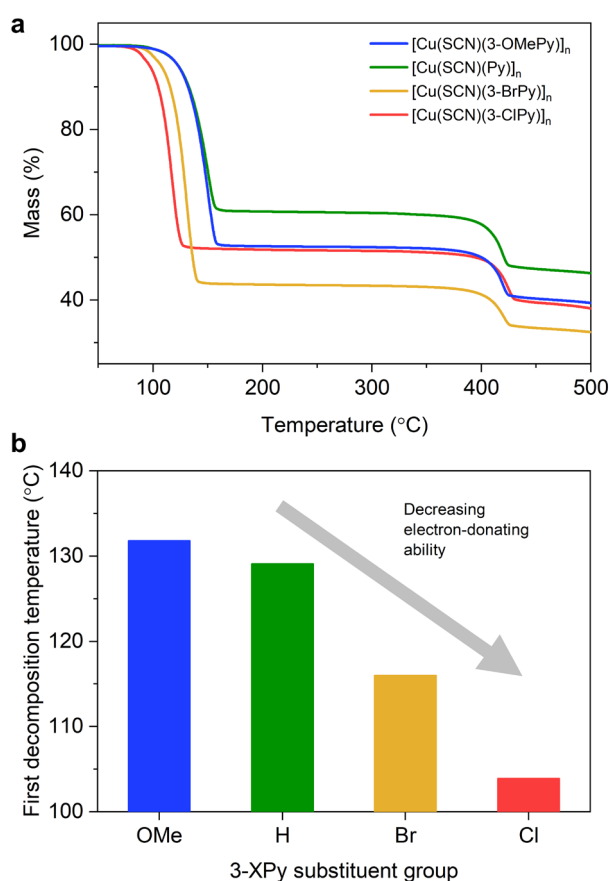 a
100
80
60
40
Mass (%)
[Cu(SCN)(3-OMePy)]n
[Cu(SCN)(Py)]n
[Cu(SCN)(3-BrPy)]n
[Cu(SCN)(3-ClPy)]n
100 200 300 400 500
Temperature (°C)
b
140
130
114
108
100
First decomposition temperature (°C)
Decreasing
electron-donating
ability
OMe H Br Cl
3-XPy substituent group